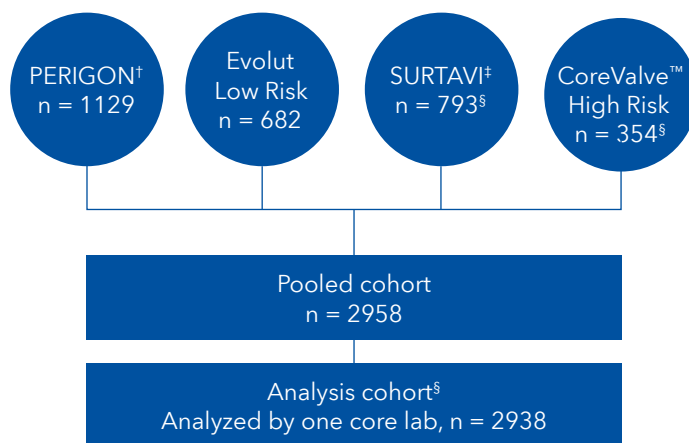 PERIGON†
n = 1129
Evolut
Low Risk
n = 682
SURTAVI‡
n = 793§
CoreValve™
High Risk
n = 354§
Pooled cohort
n = 2958
Analysis cohort§
Analyzed by one core lab, n = 2938